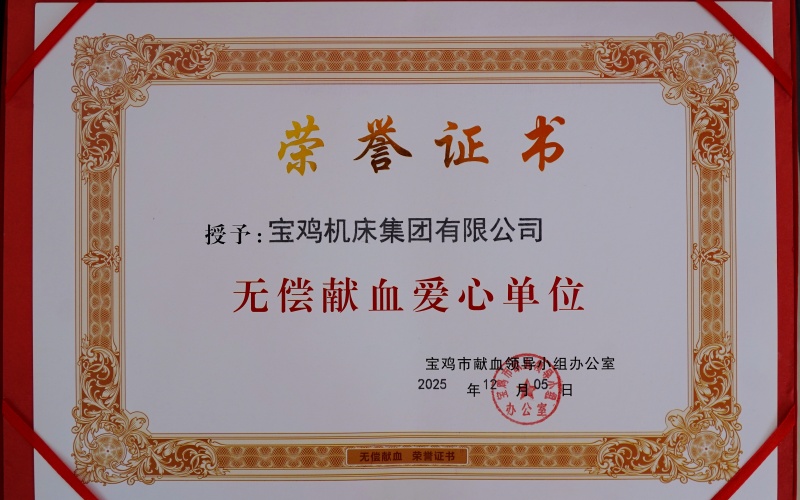 荣誉证书
授予：宝鸡机床集团有限公司
无偿献血爱心单位
宝鸡市献血领导小组办公室
2025 年 12 月 05 日
办公室
无偿献血 荣誉证书